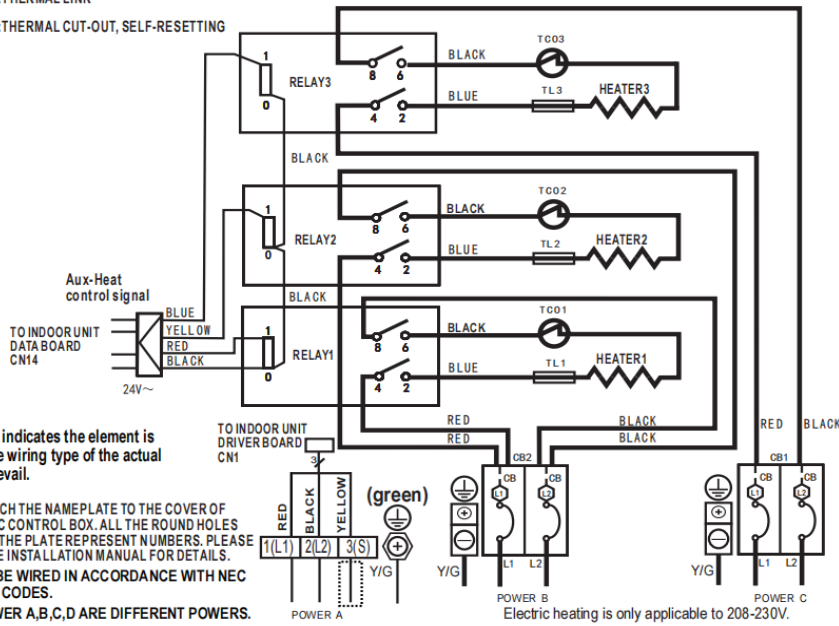 :THERMAL LINK
:THERMAL CUT-OUT, SELF-RESETTING
1
0
RELAY3
8 6
4 2
BLACK
BLUE
TCO3
TL3
HEATER3
BLACK
1
0
RELAY2
8 6
4 2
BLACK
BLUE
TCO2
TL2
HEATER2
BLACK
1
0
RELAY1
8 6
4 2
BLACK
BLUE
TCO1
TL1
HEATER1
Aux-Heat
control signal
BLUE
YELLOW
RED
BLACK
TO INDOOR UNIT
DATA BOARD
CN14
24V~
RED
RED
BLACK
BLACK
RED
BLACK
indicates the element is
wiring type of the actual
TO INDOOR UNIT
DRIVER BOARD
CN1
3
RED
BLACK
YELLOW
(green)
1(L1) 2(L2) 3(S)
Y/G
POWER A
CB2
CB
CB
L1
L2
L1
L2
Y/G
POWER B
CB1
CB
CB
L1
L2
L1
L2
Y/G
POWER C
CH THE NAMEPLATE TO THE COVER OF
C CONTROL BOX. ALL THE ROUND HOLES
THE PLATE REPRESENT NUMBERS. PLEASE
E INSTALLATION MANUAL FOR DETAILS.
BE WIRED IN ACCORDANCE WITH NEC
CODES.
WER A,B,C,D ARE DIFFERENT POWERS.
Electric heating is only applicable to 208-230V.